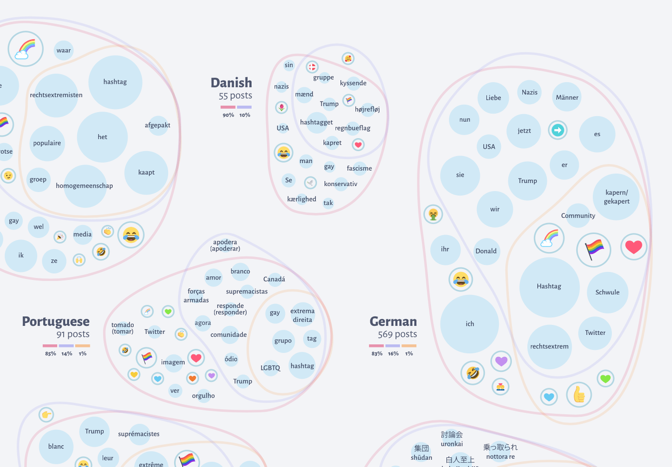 waar
hashtag
rechtsextremisten
afgepakt
populaire
het
groep
homogemeenschap
kaapt
gay
wel
media
ik
ze
Danish
55 posts
90% 10%
sin
gruppe
nazis
kyssende
mænd
Trump
højrefløj
hashtagget
USA
regnbueflag
kapret
man
gay
fascisme
Se
konservativ
kærlighed
tak
Liebe
Nazis
Männer
nun
jetzt
es
USA
er
sie
Trump
kapern/
gekapert
wir
Community
ihr
Donald
Hashtag
Schwule
ich
Twitter
rechtsextrem
German
569 posts
83% 16% 1%
Portuguese
91 posts
85% 14% 1%
apodera
(apoderar)
amor
branco
Canadá
forças
armadas
supremacistas
responde
(responder)
gay
extrema
direita
tomado
(tomar)
Twitter
agora
comunidade
grupo
tag
imagem
ódio
LGBTQ
hashtag
Trump
ver
orgulho
Trump
suprémacistes
blanc
leur
extrême
討論会
uronkai
集団
shūdan
乗っ取られ
nottora re
白人至上